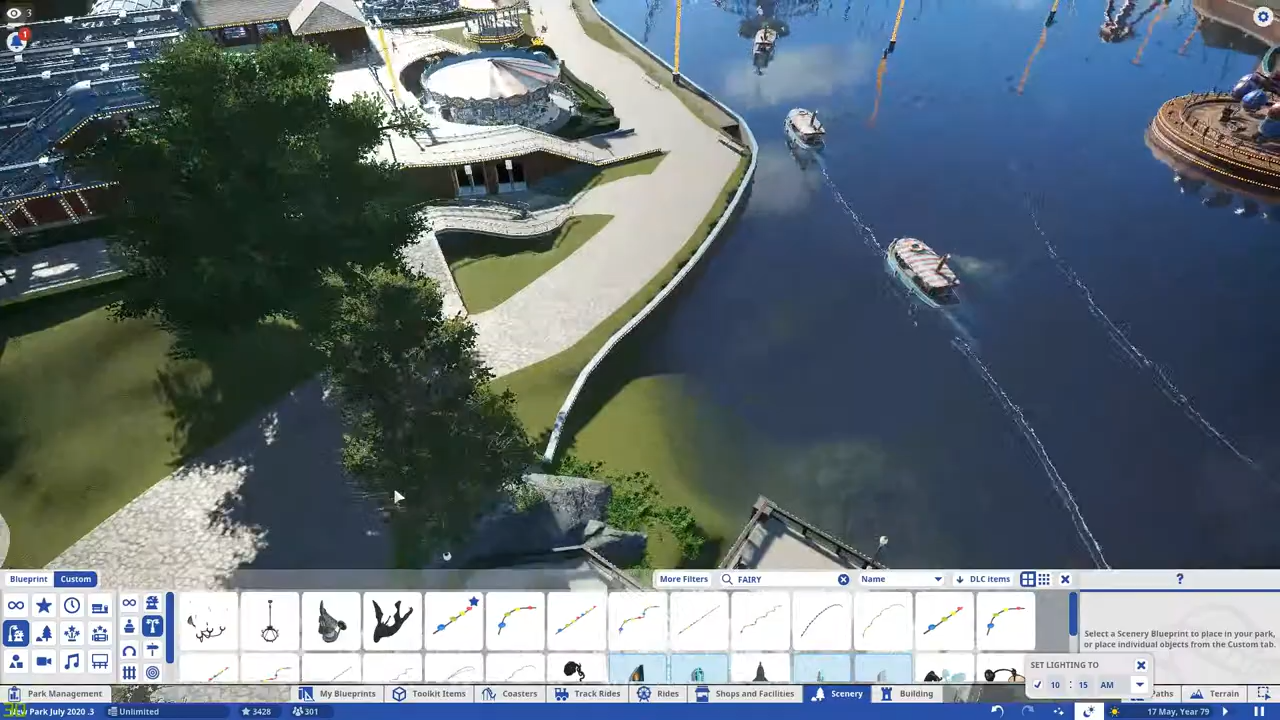 3
1
Blueprint Custom More Filters FAIRY Name DLC items ?
Select a Scenery Blueprint to place in your park,
or place individual objects from the Custom tab.
SET LIGHTING TO
10 : 15 AM
Park Management My Blueprints Toolkit Items Coasters Track Rides Rides Shops and Facilities Scenery Building Paths Terrain
New Park July 2020 .3 Unlimited 3428 301 17 May, Year 79